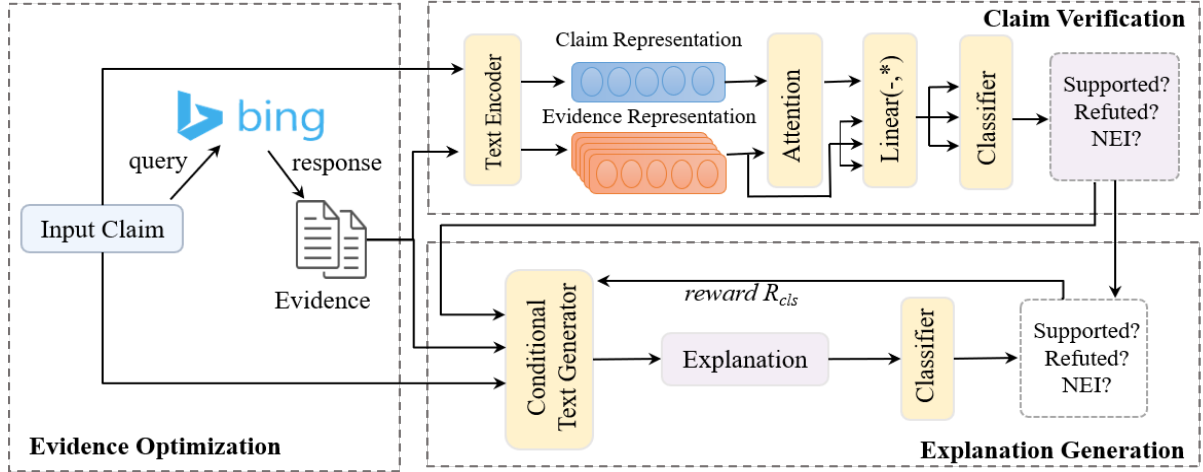 Claim Verification
Claim Representation
Text Encoder
Evidence Representation
Attention
Linear(-,*)
Classifier
Supported?
Refuted?
NEI?
bing
query
response
Input Claim
Evidence
Evidence Optimization
Conditional
Text Generator
reward R_cls
Explanation
Classifier
Supported?
Refuted?
NEI?
Explanation Generation